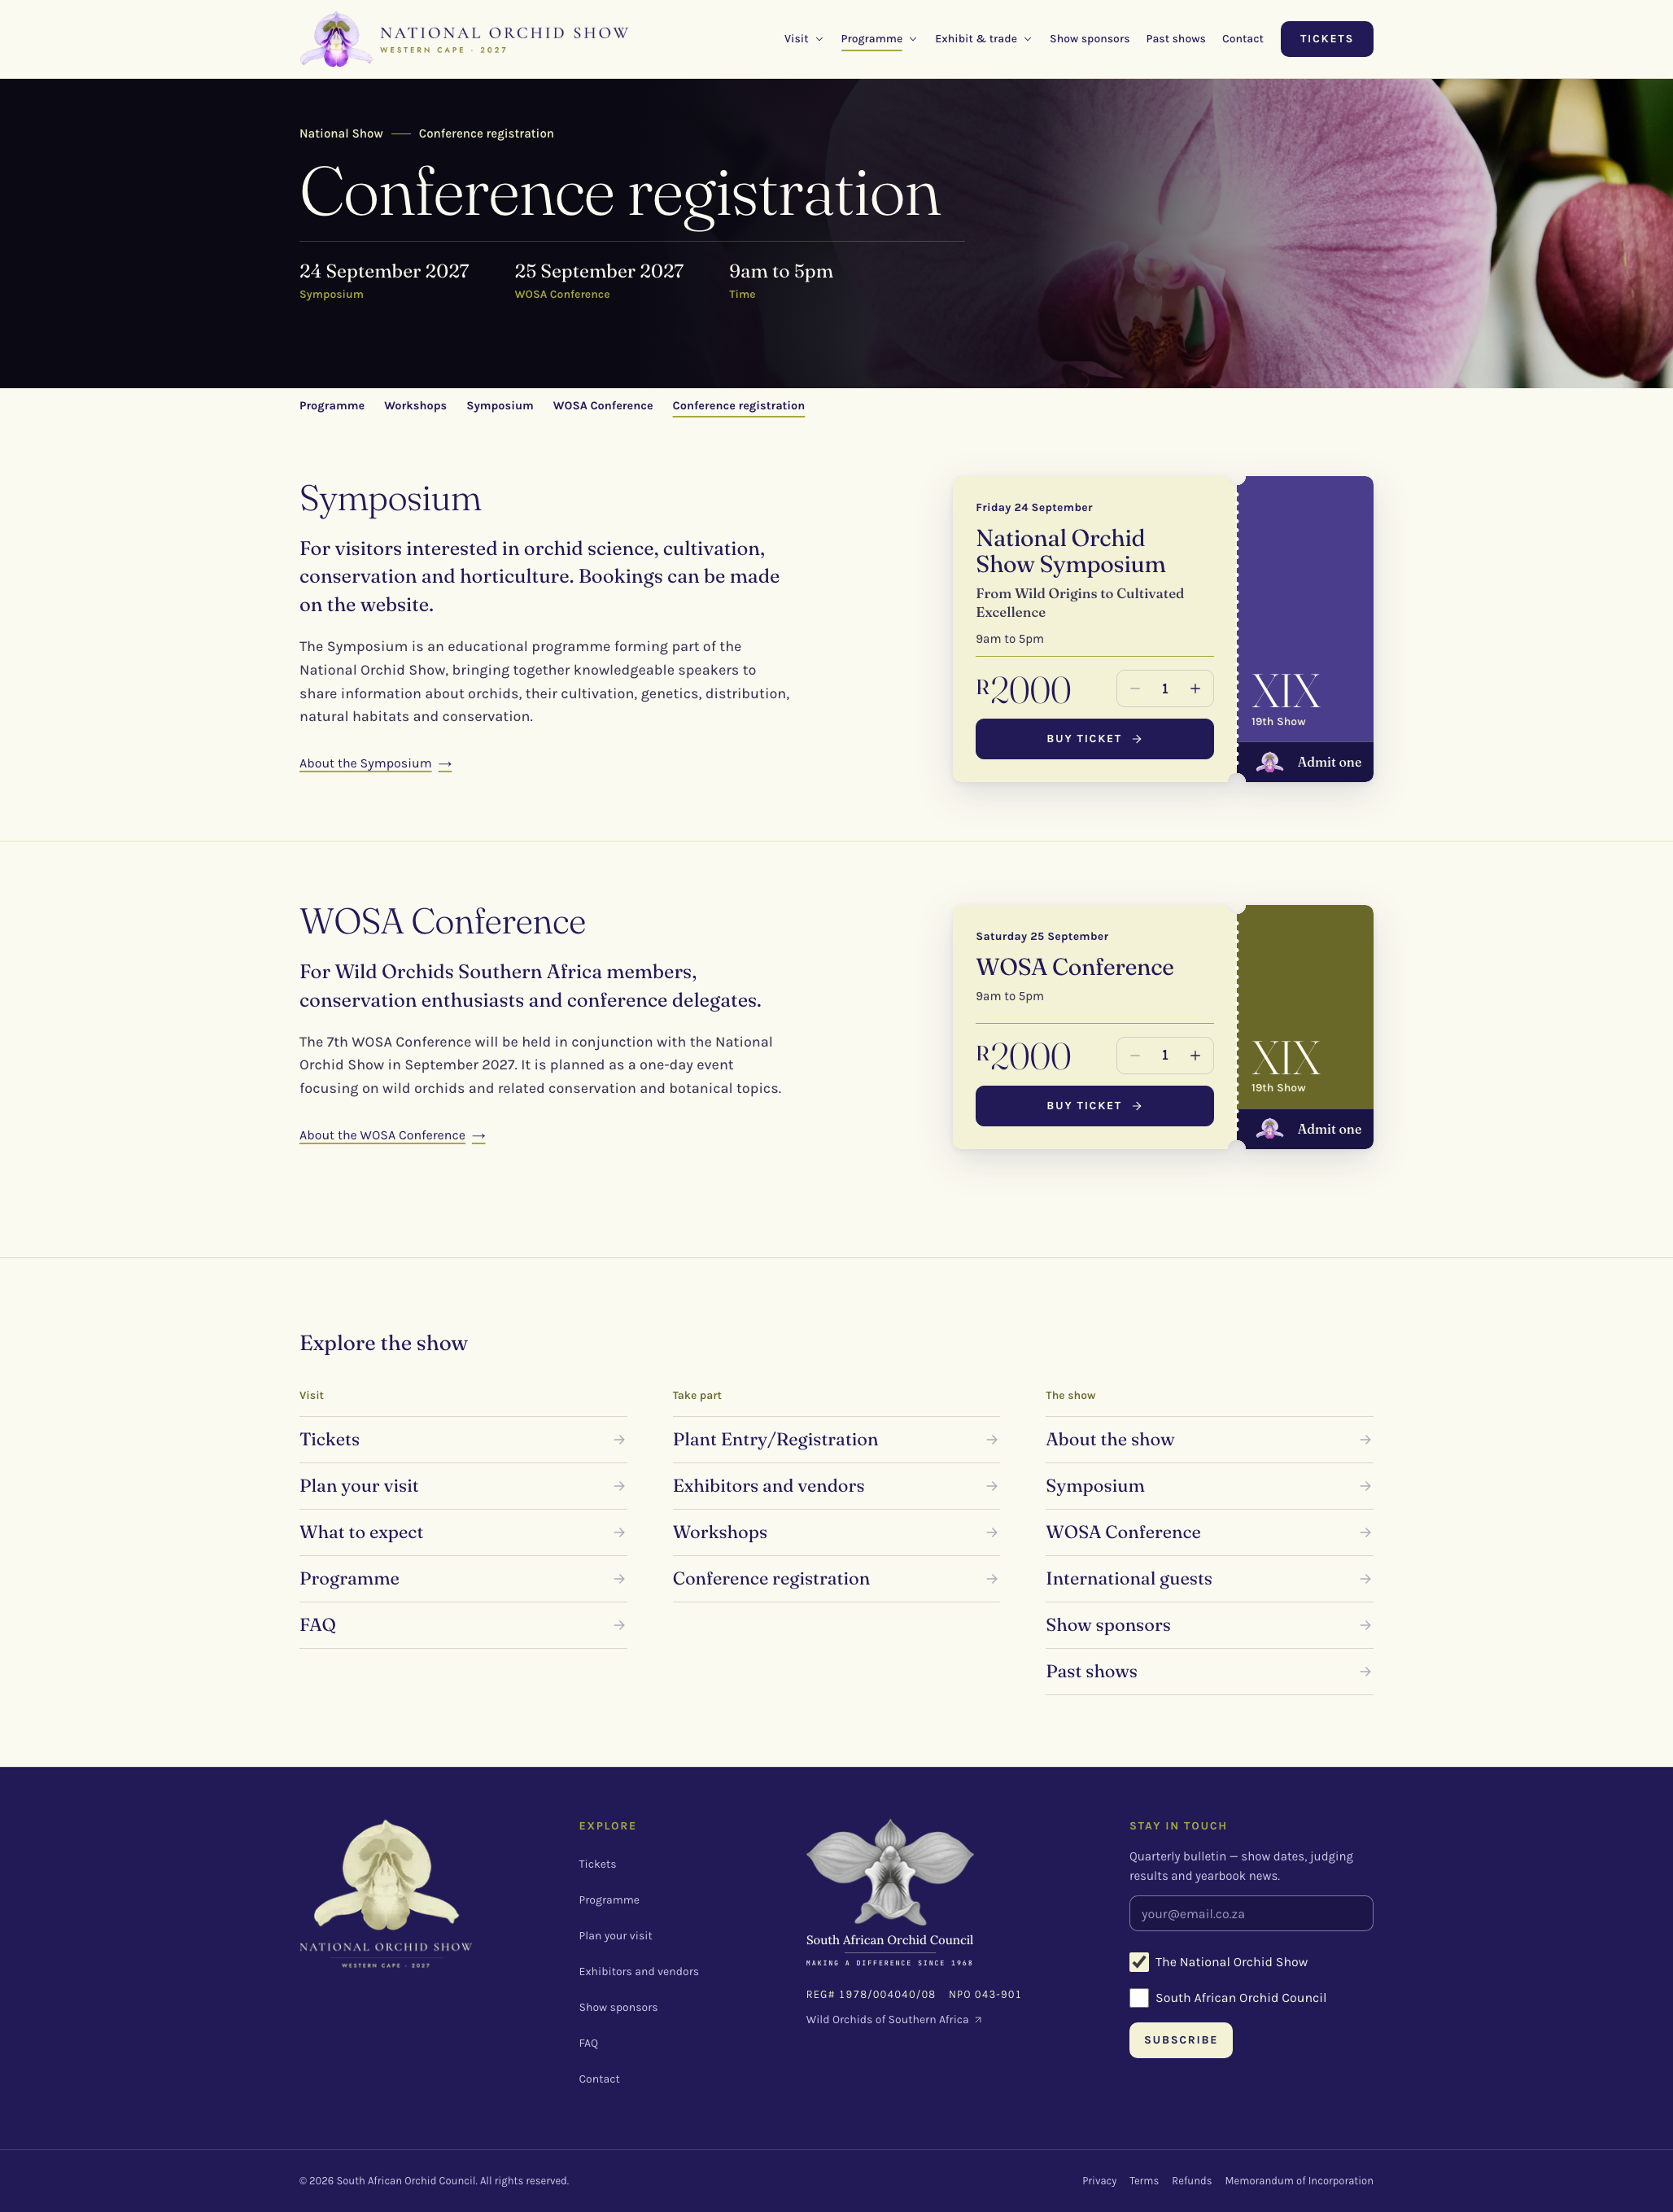 NATIONAL ORCHID SHOW
WESTERN CAPE · 2027
Visit
Programme
Exhibit & trade
Show sponsors
Past shows
Contact
TICKETS
National Show — Conference registration
Conference registration
24 September 2027
Symposium
25 September 2027
WOSA Conference
9am to 5pm
Time
Programme
Workshops
Symposium
WOSA Conference
Conference registration
Symposium
For visitors interested in orchid science, cultivation,
conservation and horticulture. Bookings can be made
on the website.
The Symposium is an educational programme forming part of the
National Orchid Show, bringing together knowledgeable speakers to
share information about orchids, their cultivation, genetics, distribution,
natural habitats and conservation.
About the Symposium →
Friday 24 September
National Orchid
Show Symposium
From Wild Origins to Cultivated
Excellence
9am to 5pm
R2000
− 1 +
BUY TICKET →
XIX
19th Show
Admit one
WOSA Conference
For Wild Orchids Southern Africa members,
conservation enthusiasts and conference delegates.
The 7th WOSA Conference will be held in conjunction with the National
Orchid Show in September 2027. It is planned as a one-day event
focusing on wild orchids and related conservation and botanical topics.
About the WOSA Conference →
Saturday 25 September
WOSA Conference
9am to 5pm
R2000
− 1 +
BUY TICKET →
XIX
19th Show
Admit one
Explore the show
Visit
Tickets →
Plan your visit →
What to expect →
Programme →
FAQ →
Take part
Plant Entry/Registration →
Exhibitors and vendors →
Workshops →
Conference registration →
The show
About the show →
Symposium →
WOSA Conference →
International guests →
Show sponsors →
Past shows →
NATIONAL ORCHID SHOW
WESTERN CAPE · 2027
EXPLORE
Tickets
Programme
Plan your visit
Exhibitors and vendors
Show sponsors
FAQ
Contact
South African Orchid Council
MAKING A DIFFERENCE SINCE 1968
REG# 1978/004040/08 NPO 043-901
Wild Orchids of Southern Africa ↗
STAY IN TOUCH
Quarterly bulletin — show dates, judging
results and yearbook news.
your@email.co.za
The National Orchid Show
South African Orchid Council
SUBSCRIBE
© 2026 South African Orchid Council. All rights reserved.
Privacy
Terms
Refunds
Memorandum of Incorporation